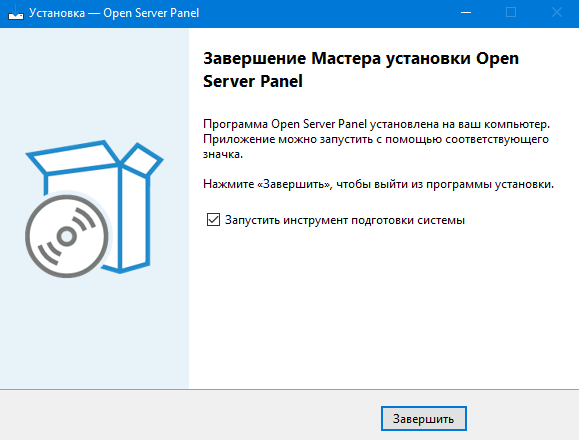 Установка — Open Server Panel
Завершение Мастера установки Open
Server Panel
Программа Open Server Panel установлена на ваш компьютер.
Приложение можно запустить с помощью соответствующего
значка.
Нажмите «Завершить», чтобы выйти из программы установки.
Запустить инструмент подготовки системы
Завершить